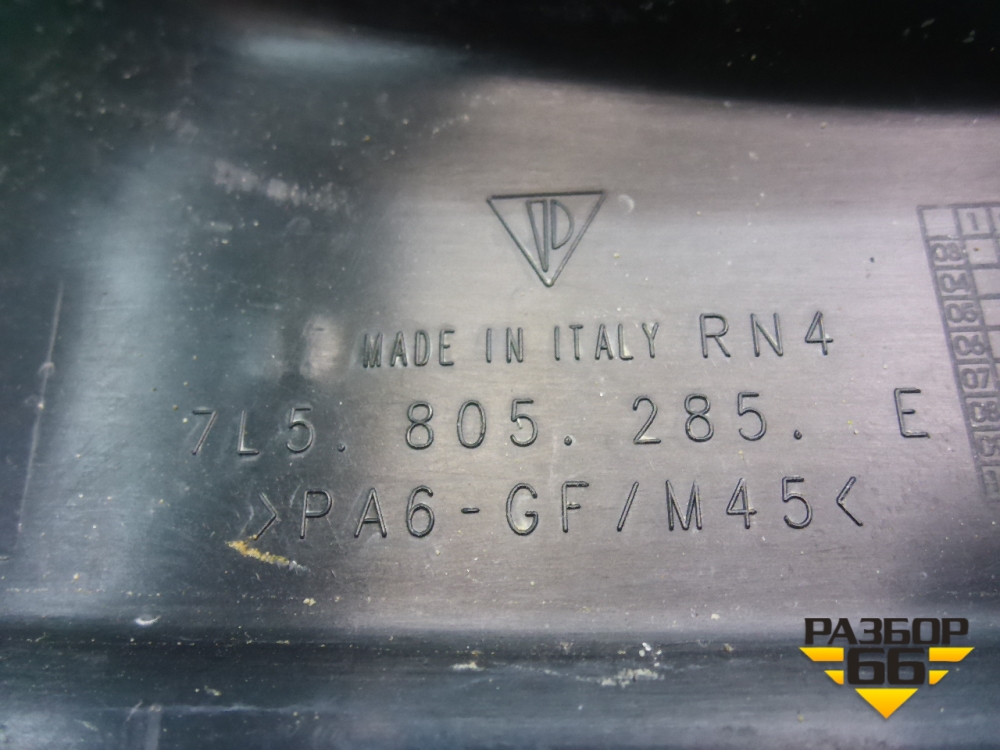 MADE IN ITALY RN4
7L5. 805. 285. E
>PA6-GF/M45<
РАЗБОР
66